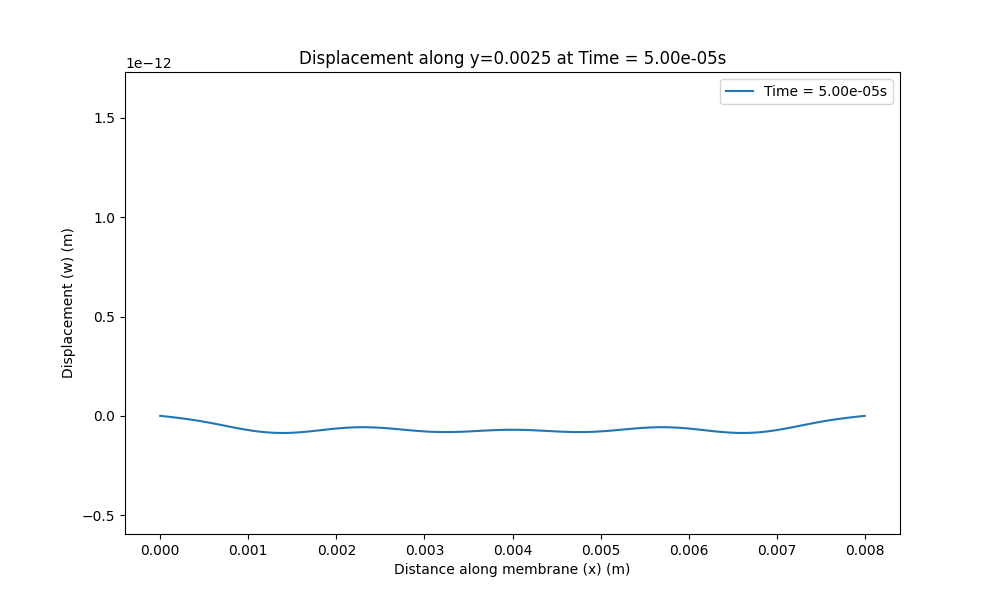 Displacement along y=0.0025 at Time = 5.00e-05s
1e−12
Time = 5.00e-05s
1.5
1.0
0.5
0.0
−0.5
Displacement (w) (m)
0.000 0.001 0.002 0.003 0.004 0.005 0.006 0.007 0.008
Distance along membrane (x) (m)